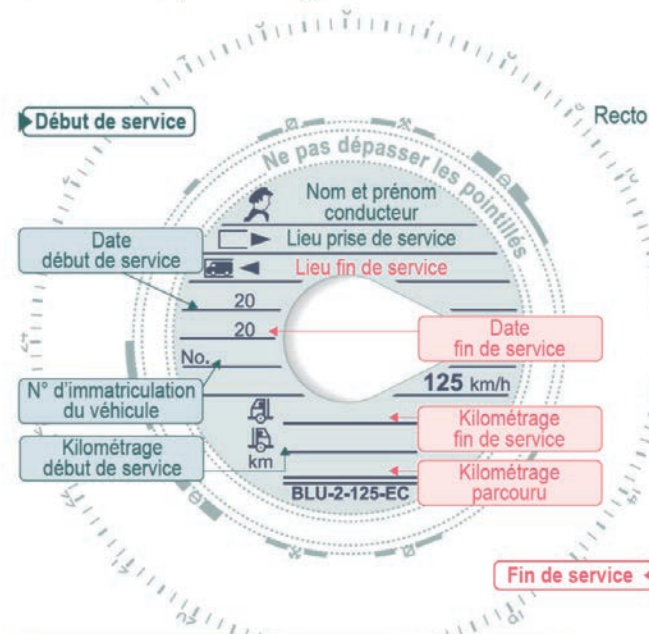 Début de service
Recto
Ne pas dépasser les pointillés
Nom et prénom
conducteur
Lieu prise de service
Lieu fin de service
Date
début de service
20
20
Date
fin de service
No.
N° d'immatriculation
du véhicule
125 km/h
Kilométrage
fin de service
Kilométrage
début de service
km
Kilométrage
parcouru
BLU-2-125-EC
Fin de service